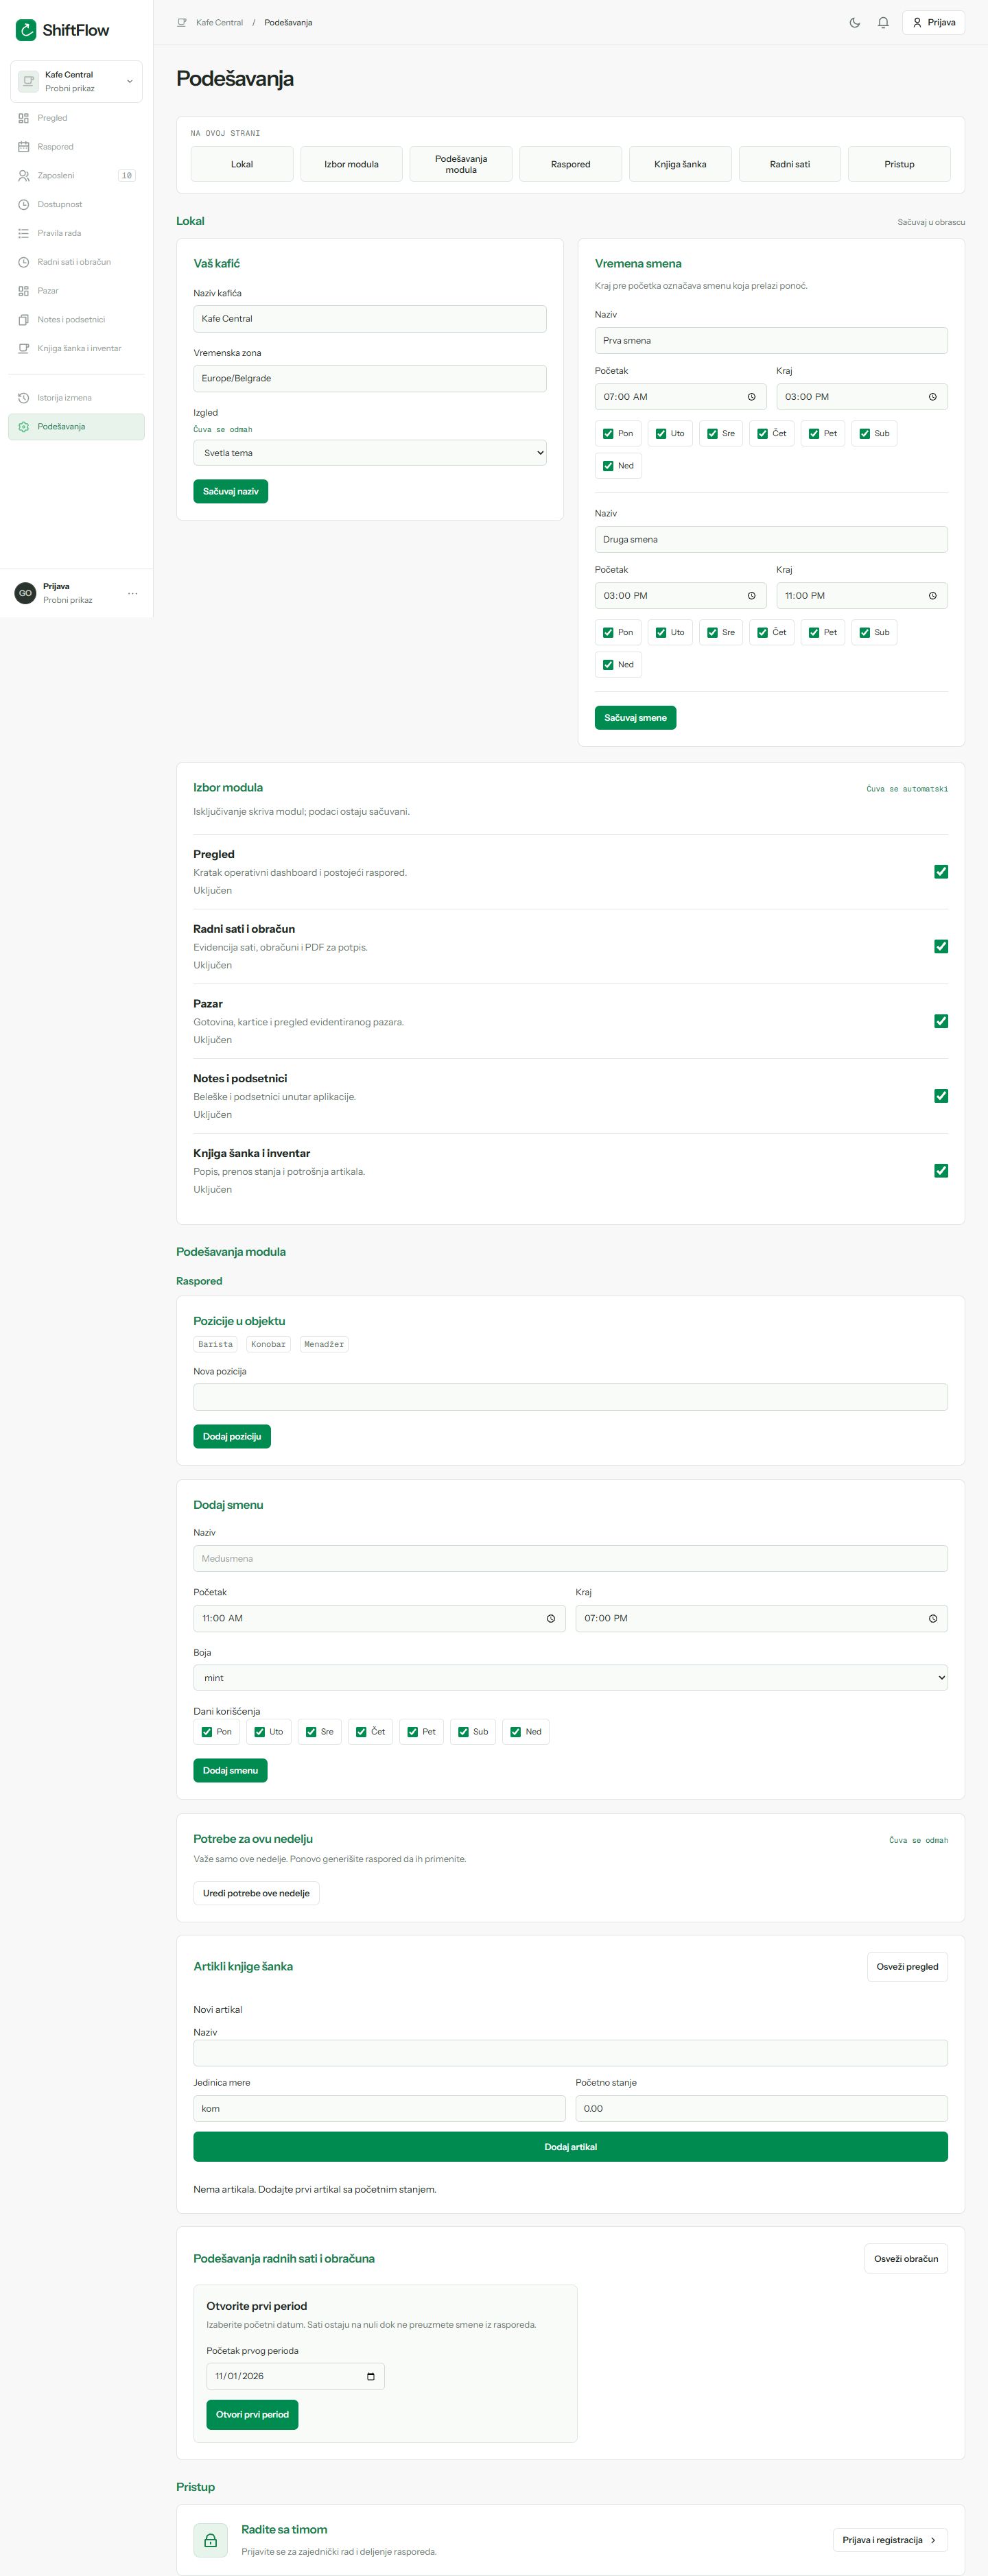 ShiftFlow
Kafe Central
Probni prikaz
Pregled
Raspored
Zaposleni 10
Dostupnost
Pravila rada
Radni sati i obračun
Pazar
Notes i podsetnici
Knjiga šanka i inventar
Istorija izmena
Podešavanja
GO Prijava
Probni prikaz
Kafe Central / Podešavanja
Prijava
Podešavanja
NA OVOJ STRANI
Lokal
Izbor modula
Podešavanja
modula
Raspored
Knjiga šanka
Radni sati
Pristup
Lokal
Sačuvaj u obrascu
Vaš kafić
Naziv kafića
Kafe Central
Vremenska zona
Europe/Belgrade
Izgled
Čuva se odmah
Svetla tema
Sačuvaj naziv
Vremena smena
Kraj pre početka označava smenu koja prelazi ponoć.
Naziv
Prva smena
Početak Kraj
07:00 AM 03:00 PM
Pon Uto Sre Čet Pet Sub
Ned
Naziv
Druga smena
Početak Kraj
03:00 PM 11:00 PM
Pon Uto Sre Čet Pet Sub
Ned
Sačuvaj smene
Izbor modula
Čuva se automatski
Isključivanje skriva modul; podaci ostaju sačuvani.
Pregled
Kratak operativni dashboard i postojeći raspored.
Uključen
Radni sati i obračun
Evidencija sati, obračuni i PDF za potpis.
Uključen
Pazar
Gotovina, kartice i pregled evidentiranog pazara.
Uključen
Notes i podsetnici
Beleške i podsetnici unutar aplikacije.
Uključen
Knjiga šanka i inventar
Popis, prenos stanja i potrošnja artikala.
Uključen
Podešavanja modula
Raspored
Pozicije u objektu
Barista Konobar Menadžer
Nova pozicija
Dodaj poziciju
Dodaj smenu
Naziv
Međusmena
Početak Kraj
11:00 AM 07:00 PM
Boja
mint
Dani korišćenja
Pon Uto Sre Čet Pet Sub Ned
Dodaj smenu
Potrebe za ovu nedelju
Čuva se odmah
Važe samo ove nedelje. Ponovo generišite raspored da ih primenite.
Uredi potrebe ove nedelje
Artikli knjige šanka
Osveži pregled
Novi artikal
Naziv
Jedinica mere Početno stanje
kom 0.00
Dodaj artikal
Nema artikala. Dodajte prvi artikal sa početnim stanjem.
Podešavanja radnih sati i obračuna
Osveži obračun
Otvorite prvi period
Izaberite početni datum. Sati ostaju na nuli dok ne preuzmete smene iz rasporeda.
Početak prvog perioda
11/01/2026
Otvori prvi period
Pristup
Radite sa timom
Prijavite se za zajednički rad i deljenje rasporeda.
Prijava i registracija